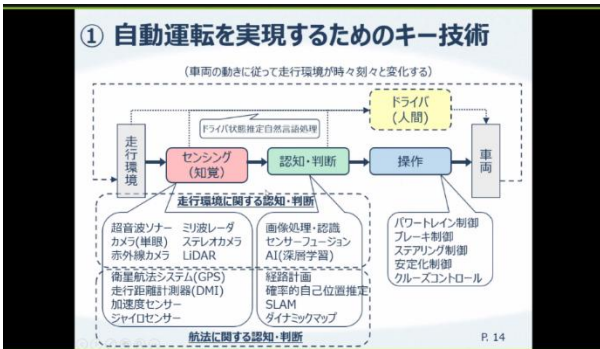 ① 自動運転を実現するためのキー技術
(車両の動きに従って走行環境が時々刻々と変化する)
ドライバ
(人間)
ドライバ状態推定自然言語処理
走行環境
センシング
(知覚)
認知・判断
操作
車両
走行環境に関する認知・判断
超音波ソナー ミリ波レーダ
カメラ(単眼) ステレオカメラ
赤外線カメラ LiDAR
画像処理・認識
センサーフュージョン
AI(深層学習)
パワートレイン制御
ブレーキ制御
ステアリング制御
安定化制御
クルーズコントロール
衛星航法システム(GPS)
走行距離計測器(DMI)
加速度センサー
ジャイロセンサー
経路計画
確率的自己位置推定
SLAM
ダイナミックマップ
航法に関する認知・判断
P. 14